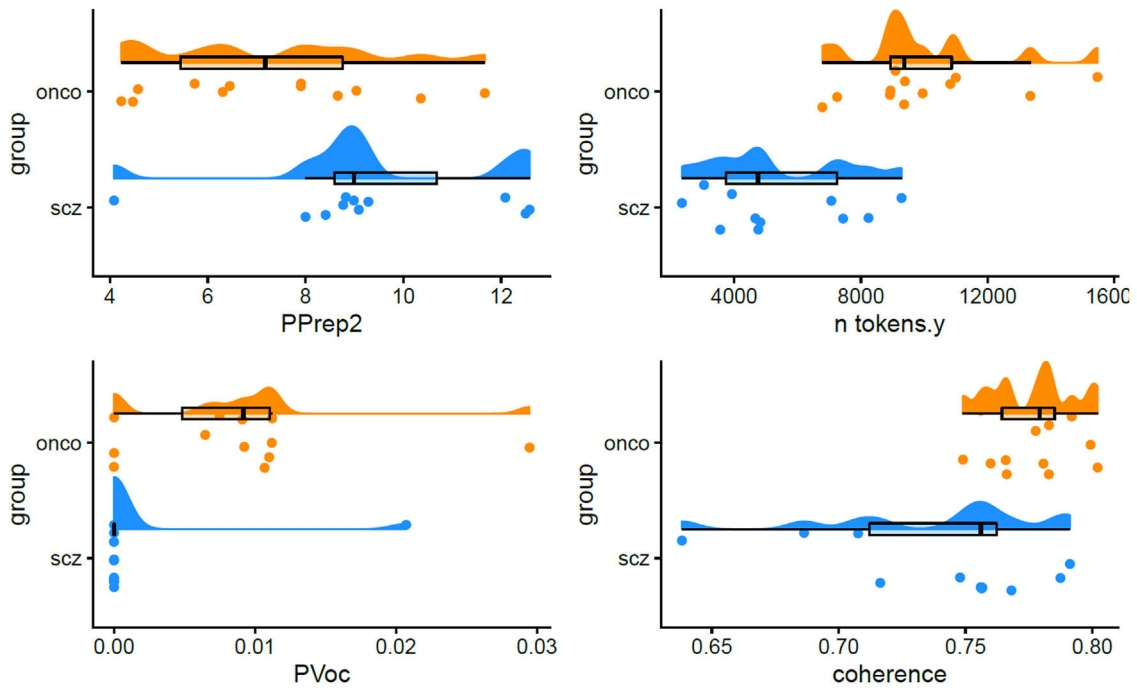 group
onco
scz
4 6 8 10 12
PPrep2
group
onco
scz
4000 8000 12000 1600
n tokens.y
group
onco
scz
0.00 0.01 0.02 0.03
PVoc
group
onco
scz
0.65 0.70 0.75 0.80
coherence